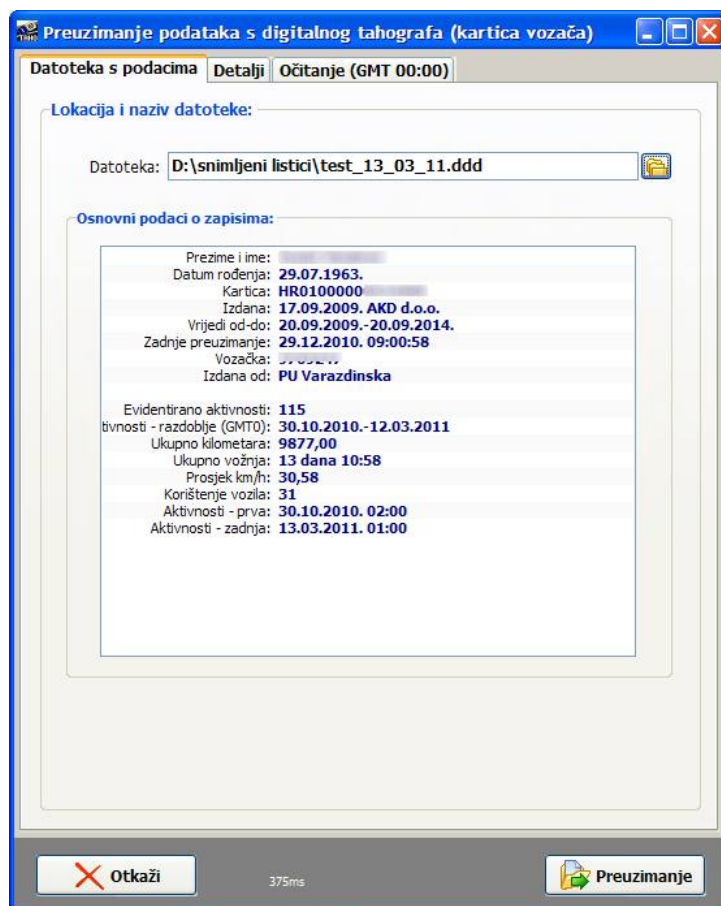 Preuzimanje podataka s digitalnog tahografa (kartica vozača)
Datoteka s podacima Detalji Očitanje (GMT 00:00)
Lokacija i naziv datoteke:
Datoteka: D:\snimljeni listici\test_13_03_11.ddd
Osnovni podaci o zapisima:
Prezime i ime:
Datum rođenja: 29.07.1963.
Kartica: HR0100000
Izdana: 17.09.2009. AKD d.o.o.
Vrijedi od-do: 20.09.2009.-20.09.2014.
Zadnje preuzimanje: 29.12.2010. 09:00:58
Vozačka:
Izdana od: PU Varazdinska
Evidentirano aktivnosti: 115
tivnosti - razdoblje (GMT0): 30.10.2010.-12.03.2011
Ukupno kilometara: 9877,00
Ukupno vožnja: 13 dana 10:58
Prosjek km/h: 30,58
Korištenje vozila: 31
Aktivnosti - prva: 30.10.2010. 02:00
Aktivnosti - zadnja: 13.03.2011. 01:00
Otkaži 375ms Preuzimanje